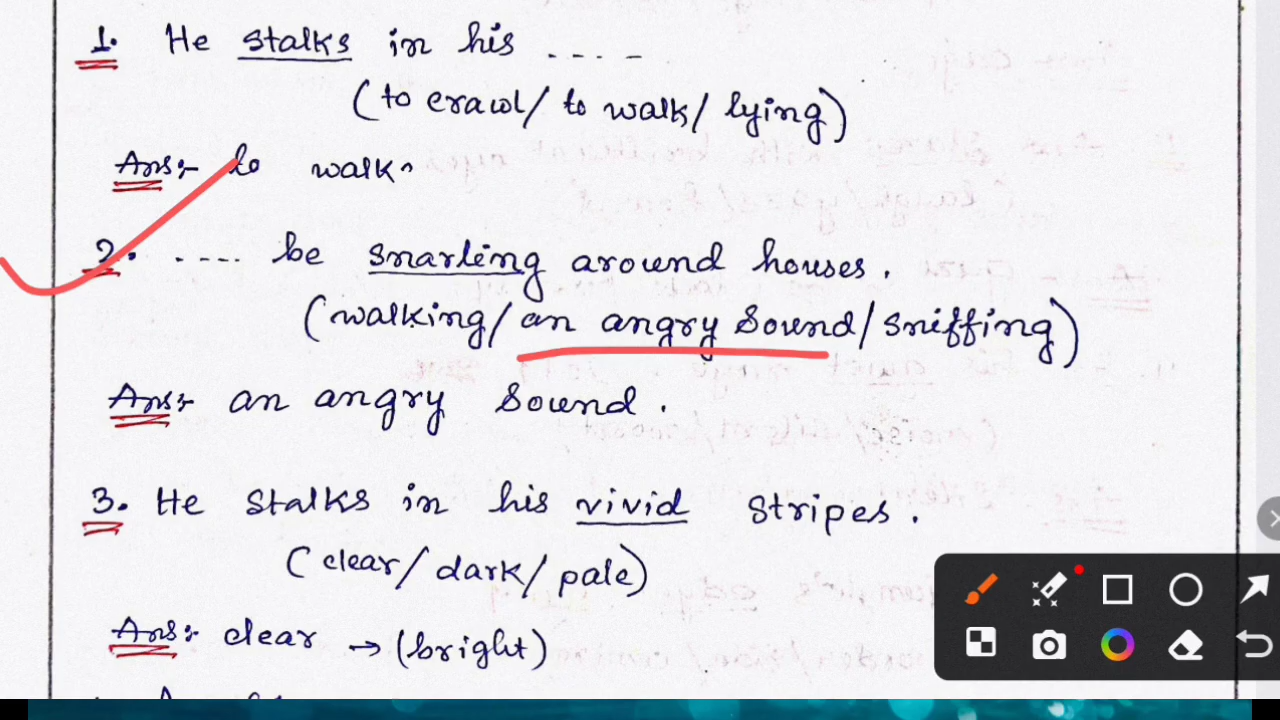 1. He stalks in his ....
(to crawl/ to walk/ lying)
Ans:- to walk.
2. .... be snarling around houses.
(walking/ an angry Sound/ sniffing)
Ans:- an angry Sound.
3. He stalks in his vivid stripes.
(clear/ dark/ pale)
Ans:- clear → (bright)